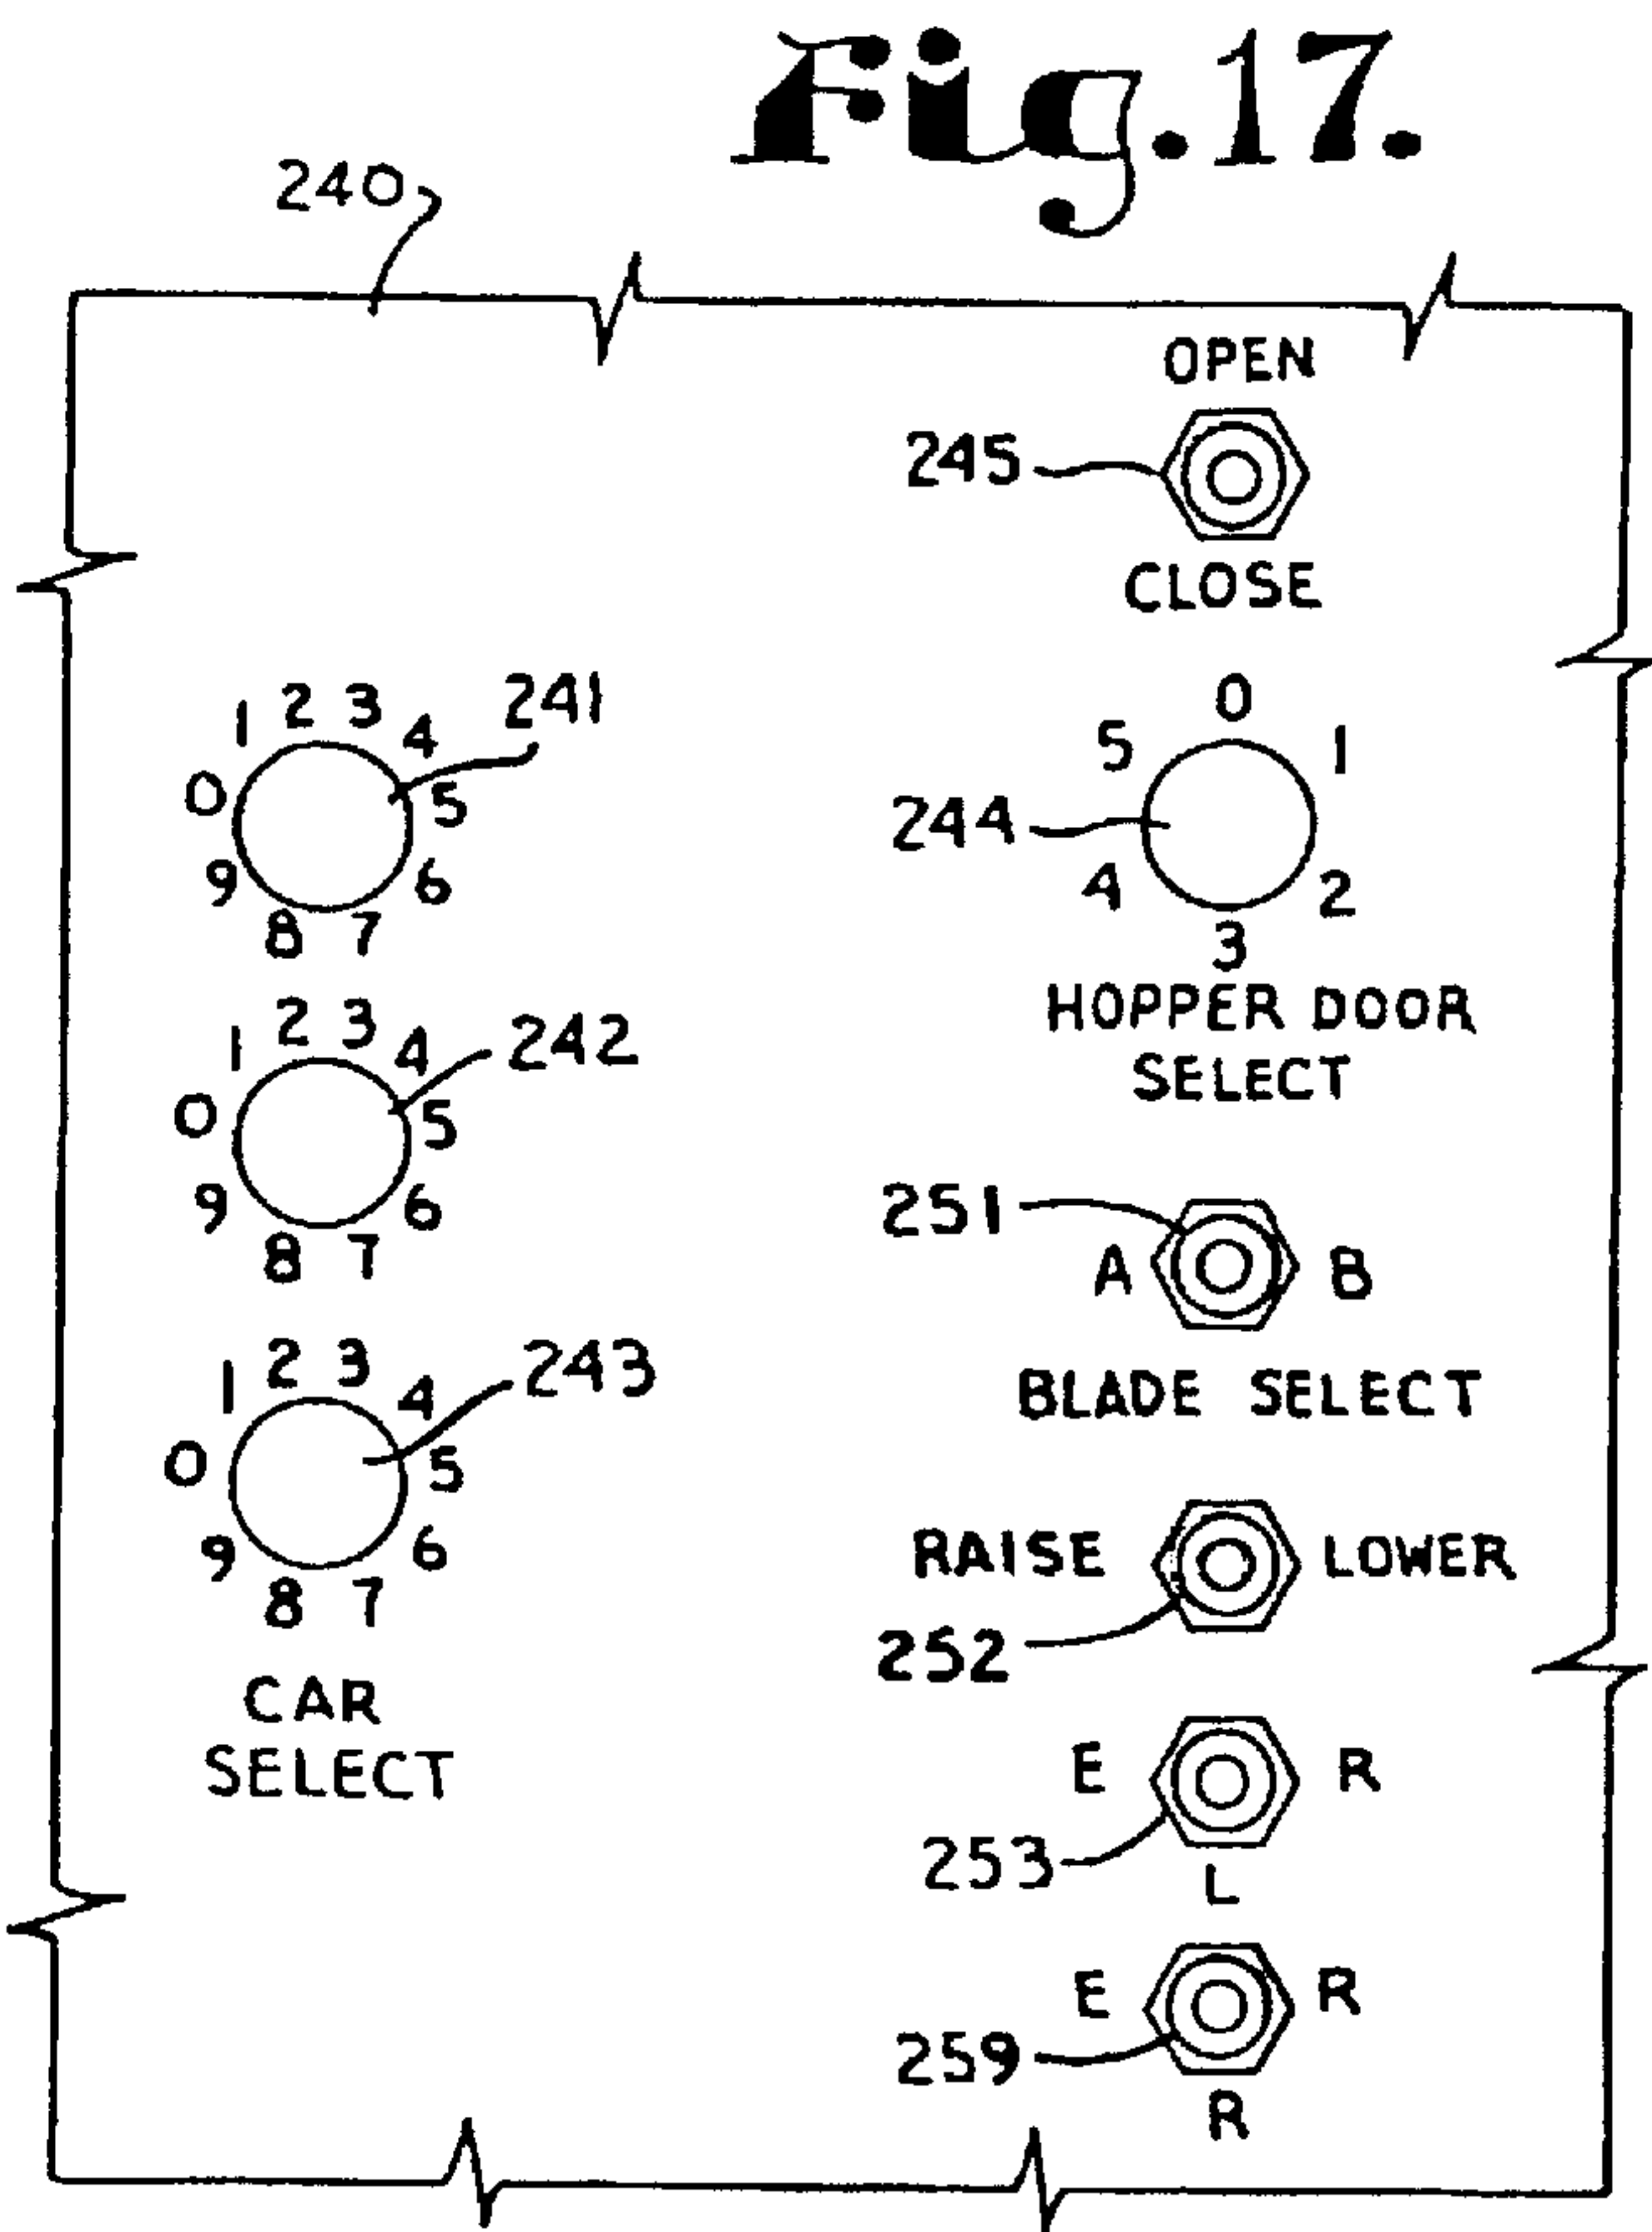 Fig.17.
240
OPEN
245
CLOSE
0 1 2 3 4 5 6 7 8 9
241
5 0 1
244
4 3 2
HOPPER DOOR
SELECT
0 1 2 3 4 5 6 7 8 9
242
251
A B
BLADE SELECT
0 1 2 3 4 5 6 7 8 9
243
RAISE LOWER
252
CAR
SELECT
E R
253
L
E R
259
R